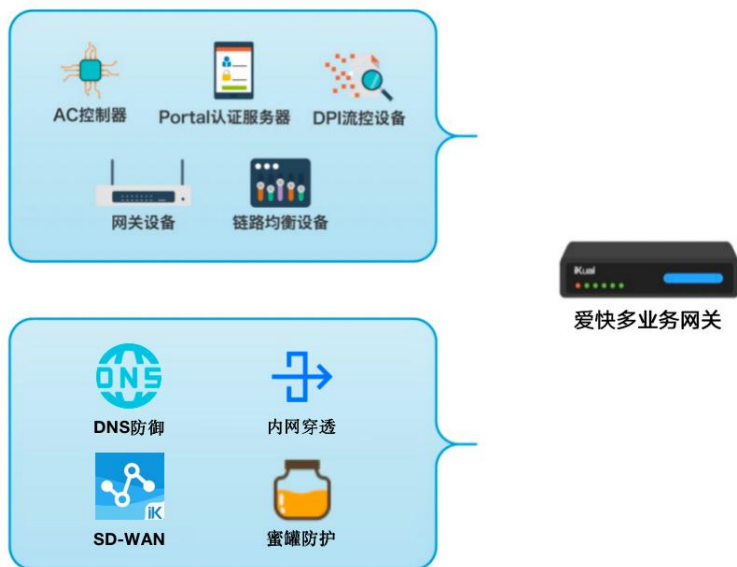 AC控制器
Portal认证服务器
DPI流控设备
网关设备
链路均衡设备
iKuai
爱快多业务网关
DNS
DNS防御
内网穿透
iK
SD-WAN
蜜罐防护